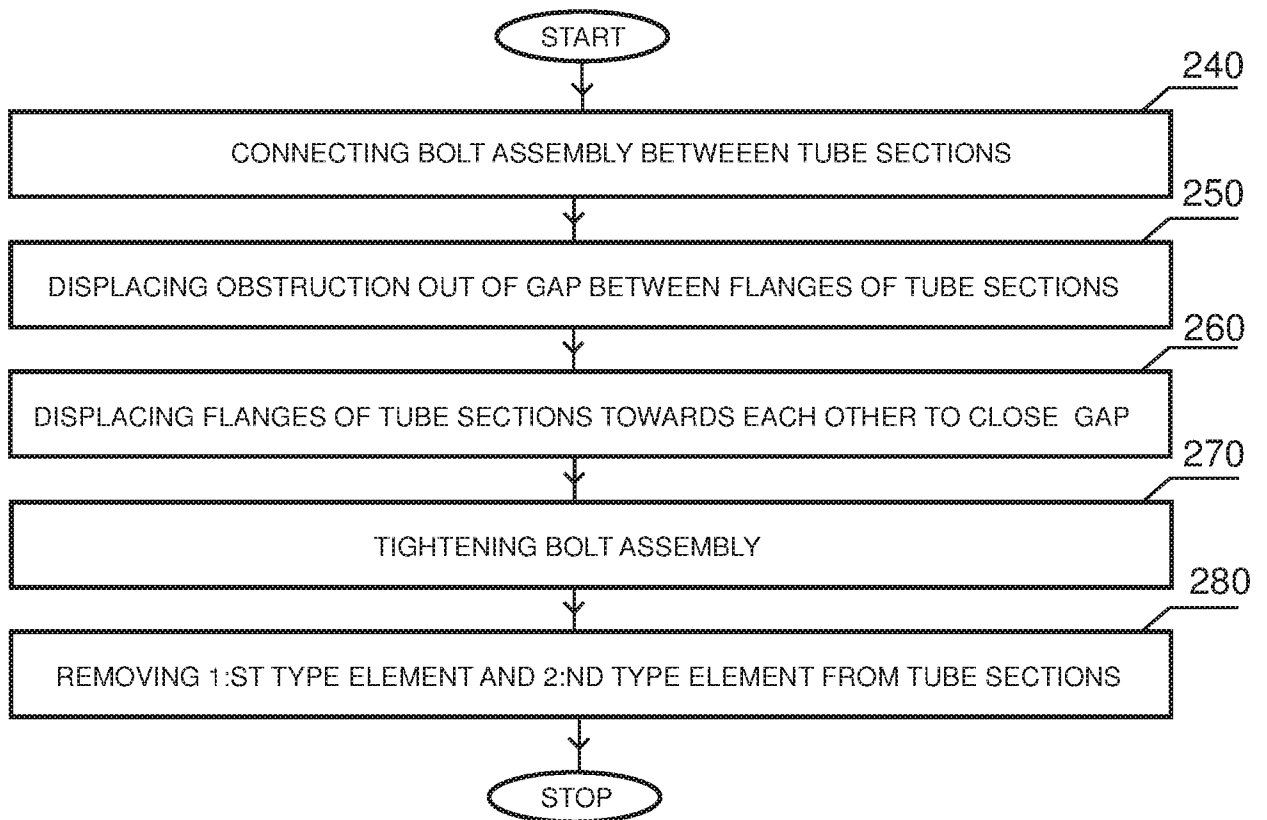 START
240
CONNECTING BOLT ASSEMBLY BETWEEEN TUBE SECTIONS
250
DISPLACING OBSTRUCTION OUT OF GAP BETWEEN FLANGES OF TUBE SECTIONS
260
DISPLACING FLANGES OF TUBE SECTIONS TOWARDS EACH OTHER TO CLOSE GAP
270
TIGHTENING BOLT ASSEMBLY
280
REMOVING 1:ST TYPE ELEMENT AND 2:ND TYPE ELEMENT FROM TUBE SECTIONS
STOP